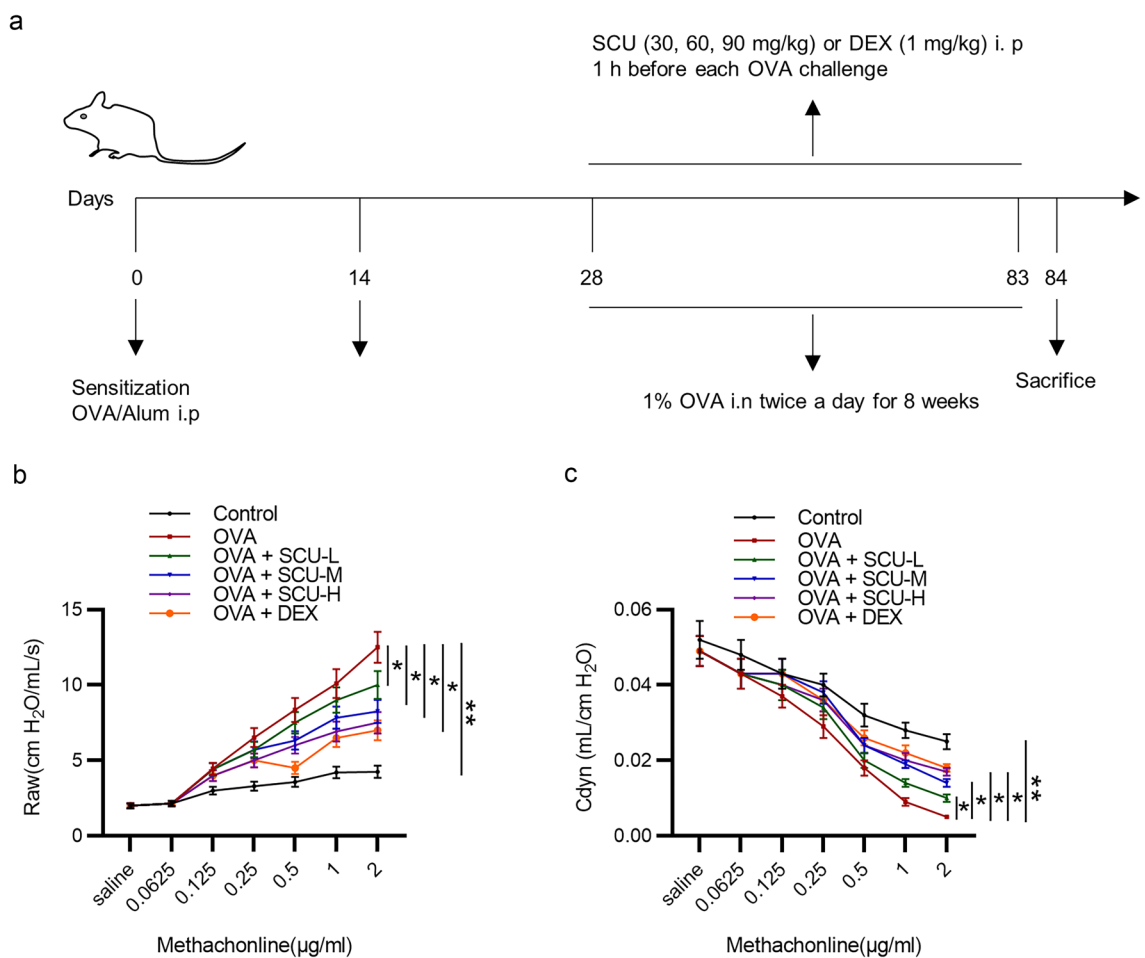 a
SCU (30, 60, 90 mg/kg) or DEX (1 mg/kg) i. p
1 h before each OVA challenge
Days
0
14
28
83
84
Sensitization
OVA/Alum i.p
1% OVA i.n twice a day for 8 weeks
Sacrifice
b
Control
OVA
OVA + SCU-L
OVA + SCU-M
OVA + SCU-H
OVA + DEX
15
10
5
0
Raw(cm H₂O/mL/s)
*
*
*
*
**
saline
0.0625
0.125
0.25
0.5
1
2
Methachonline(µg/ml)
c
Control
OVA
OVA + SCU-L
OVA + SCU-M
OVA + SCU-H
OVA + DEX
0.06
0.04
0.02
0.00
Cdyn (mL/cm H₂O)
*
*
*
*
**
saline
0.0625
0.125
0.25
0.5
1
2
Methachonline(µg/ml)